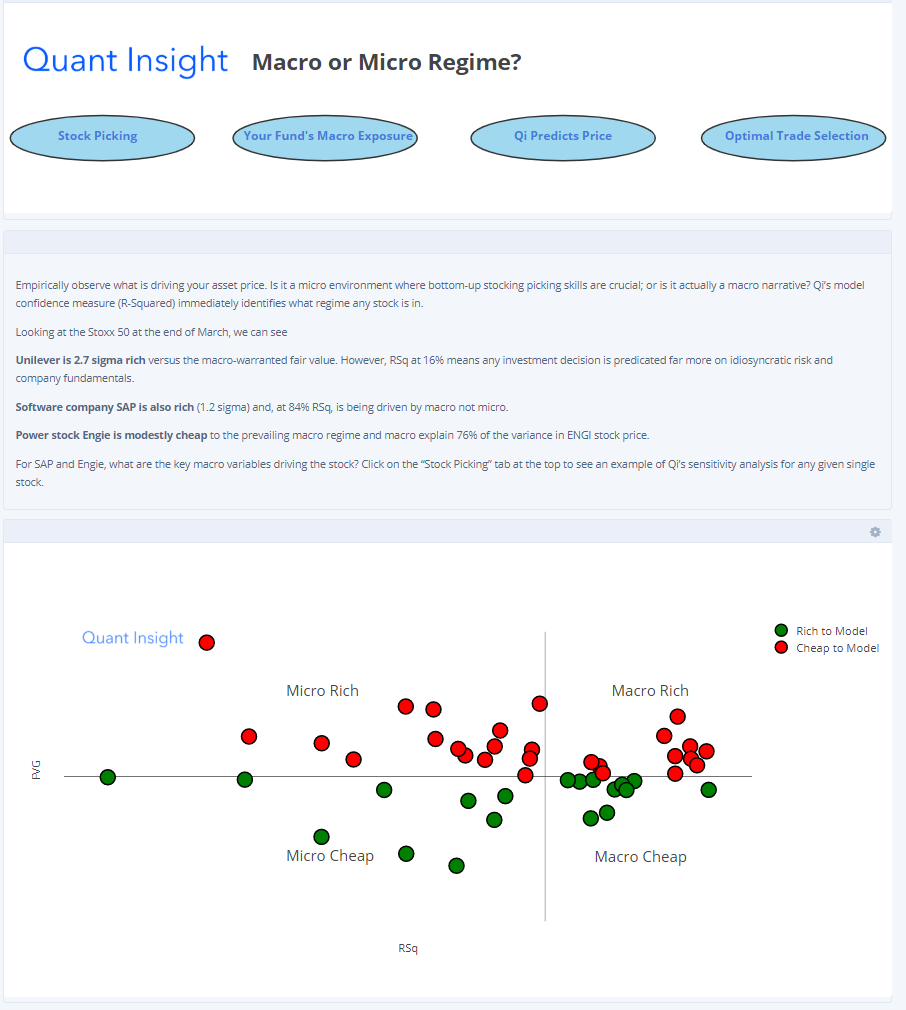 Quant Insight Macro or Micro Regime?
Stock Picking
Your Fund's Macro Exposure
Qi Predicts Price
Optimal Trade Selection
Empirically observe what is driving your asset price. Is it a micro environment where bottom-up stocking picking skills are crucial; or is it actually a macro narrative? Qi's model
confidence measure (R-Squared) immediately identifies what regime any stock is in.
Looking at the Stoxx 50 at the end of March, we can see
Unilever is 2.7 sigma rich versus the macro-warranted fair value. However, RSq at 16% means any investment decision is predicated far more on idiosyncratic risk and
company fundamentals.
Software company SAP is also rich (1.2 sigma) and, at 84% RSq, is being driven by macro not micro.
Power stock Engie is modestly cheap to the prevailing macro regime and macro explain 76% of the variance in ENGI stock price.
For SAP and Engie, what are the key macro variables driving the stock? Click on the “Stock Picking” tab at the top to see an example of Qi's sensitivity analysis for any given single
stock.
Quant Insight
Rich to Model
Cheap to Model
Micro Rich
Macro Rich
FVG
Micro Cheap
Macro Cheap
RSq